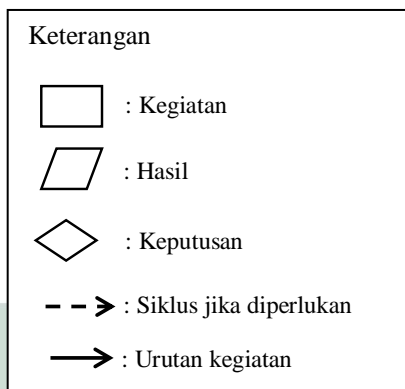 Keterangan
: Kegiatan
: Hasil
: Keputusan
: Siklus jika diperlukan
: Urutan kegiatan